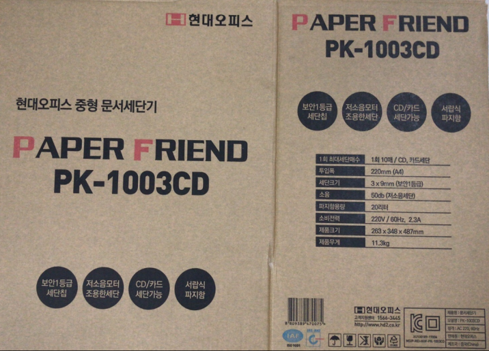 현대오피스
현대오피스 중형 문서세단기
PAPER FRIEND
PK-1003CD
보안1등급
세단칩
저소음모터
조용한세단
CD/카드
세단가능
서랍식
파지함
PAPER FRIEND
PK-1003CD
보안1등급
세단칩
저소음모터
조용한세단
CD/카드
세단가능
서랍식
파지함
1회 최대세단매수 1회 10매 / CD, 카드세단
투입폭 220mm (A4)
세단크기 3 x 9mm (보안1등급)
소음 50db (저소음세단)
파지함용량 20리터
소비전력 220V / 60Hz, 2.3A
제품크기 263 x 348 x 487mm
제품무게 11.3kg
현대오피스